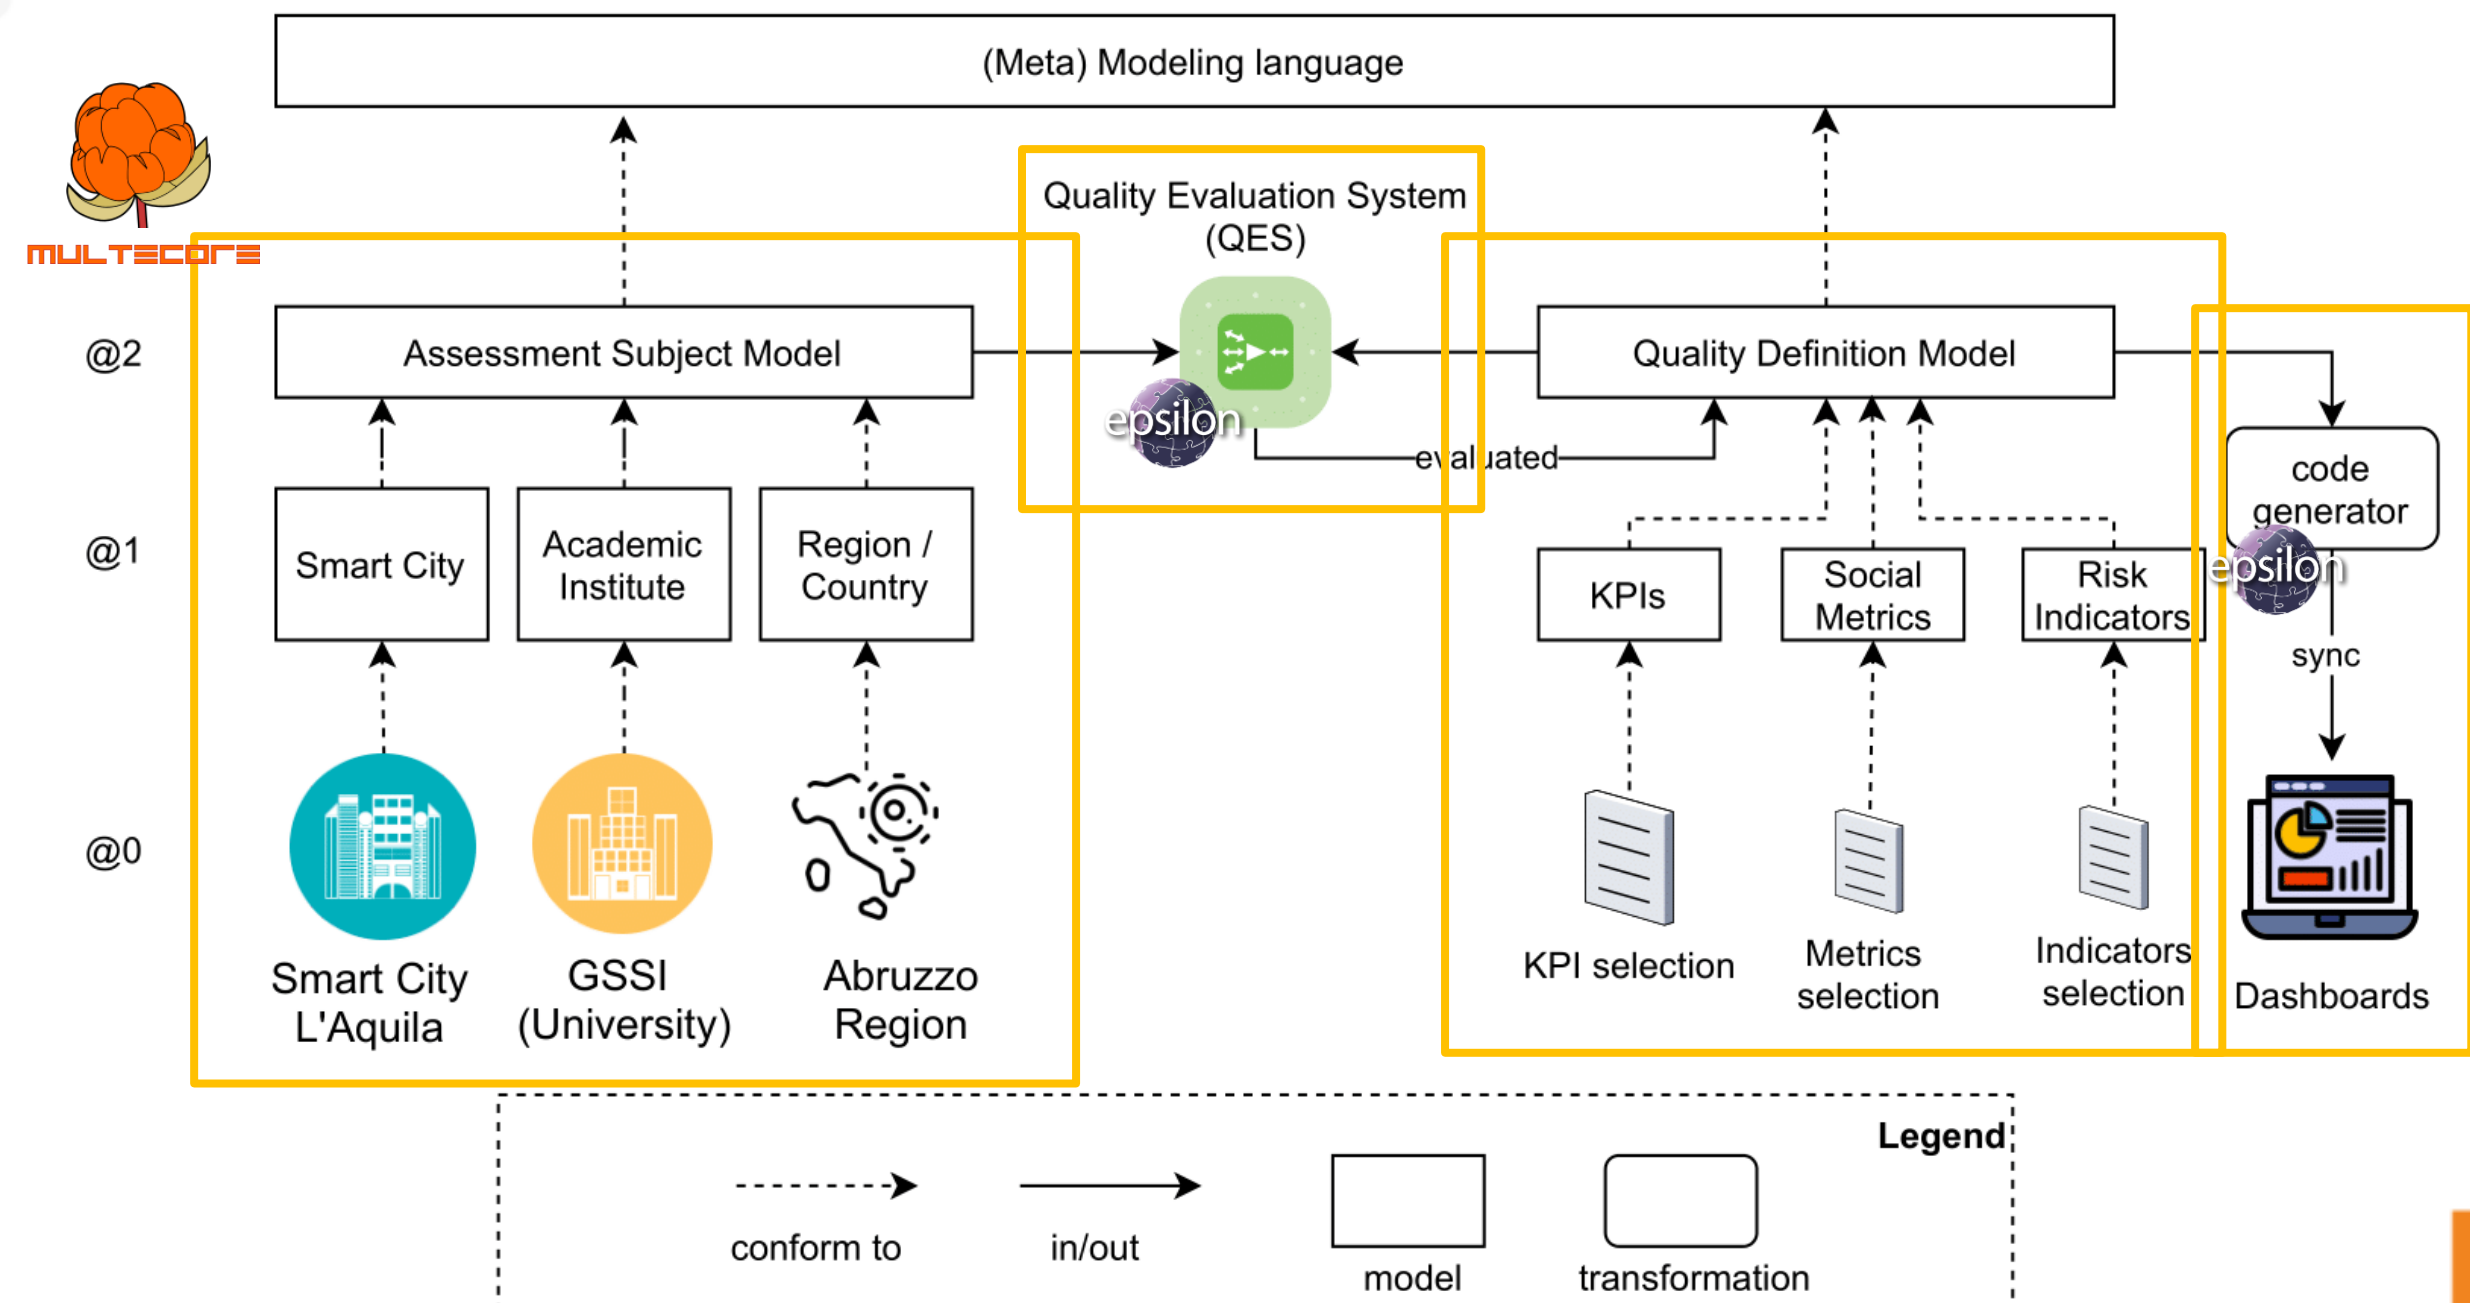 (Meta) Modeling language
MULTECORE
Quality Evaluation System
(QES)
@2
Assessment Subject Model
epsilon
Quality Definition Model
evaluated
code
generator
epsilon
@1
Smart City
Academic
Institute
Region /
Country
KPIs
Social
Metrics
Risk
Indicators
sync
@0
Smart City
L'Aquila
GSSI
(University)
Abruzzo
Region
KPI selection
Metrics
selection
Indicators
selection
Dashboards
Legend
conform to
in/out
model
transformation